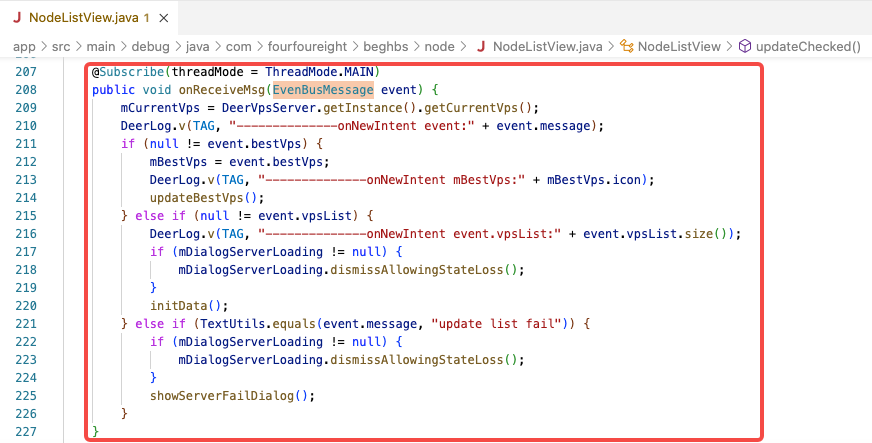 NodeListView.java 1
app > src > main > debug > java > com > fourfoureight > beghbs > node > NodeListView.java > NodeListView > updateChecked()
207 @Subscribe(threadMode = ThreadMode.MAIN)
208 public void onReceiveMsg(EvenBusMessage event) {
209 mCurrentVps = DeerVpsServer.getInstance().getCurrentVps();
210 DeerLog.v(TAG, "--------------onNewIntent event:" + event.message);
211 if (null != event.bestVps) {
212 mBestVps = event.bestVps;
213 DeerLog.v(TAG, "--------------onNewIntent mBestVps:" + mBestVps.icon);
214 updateBestVps();
215 } else if (null != event.vpsList) {
216 DeerLog.v(TAG, "--------------onNewIntent event.vpsList:" + event.vpsList.size());
217 if (mDialogServerLoading != null) {
218 mDialogServerLoading.dismissAllowingStateLoss();
219 }
220 initData();
221 } else if (TextUtils.equals(event.message, "update list fail")) {
222 if (mDialogServerLoading != null) {
223 mDialogServerLoading.dismissAllowingStateLoss();
224 }
225 showServerFailDialog();
226 }
227 }